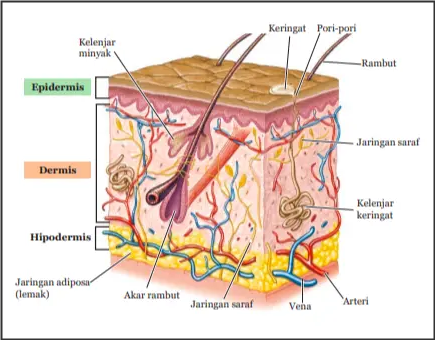 Keringat
Pori-pori
Kelenjar
minyak
Rambut
Epidermis
Jaringan saraf
Dermis
Kelenjar
keringat
Hipodermis
Jaringan adiposa
(lemak)
Akar rambut
Jaringan saraf
Vena
Arteri